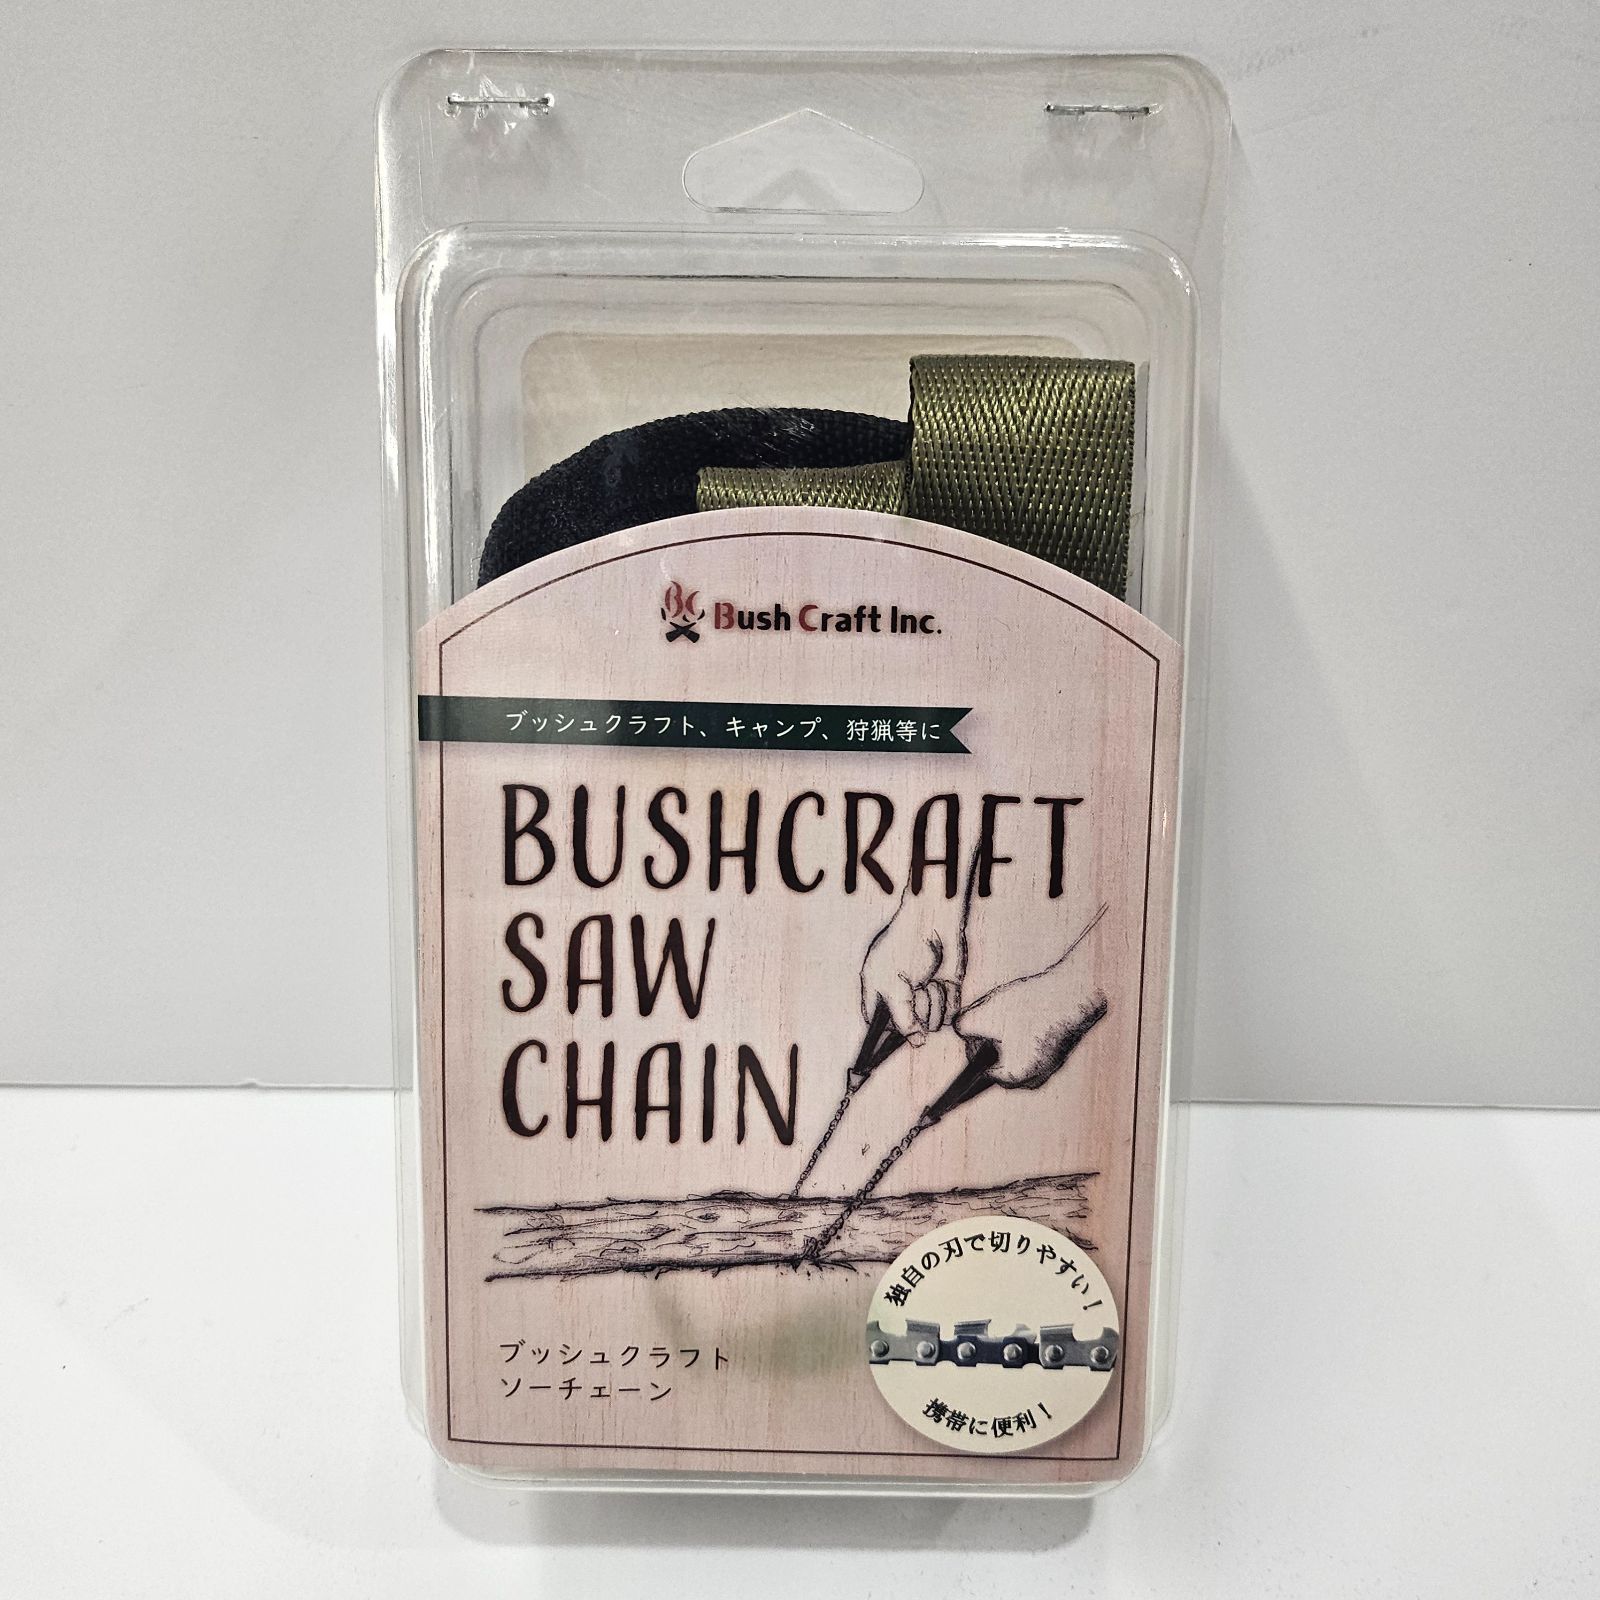 BC Bush Craft Inc.
ブッシュクラフト、キャンプ、狩猟等に
BUSHCRAFT
SAW
CHAIN
独自の刃で切りやすい！
携帯に便利！
ブッシュクラフト
ソーチェーン